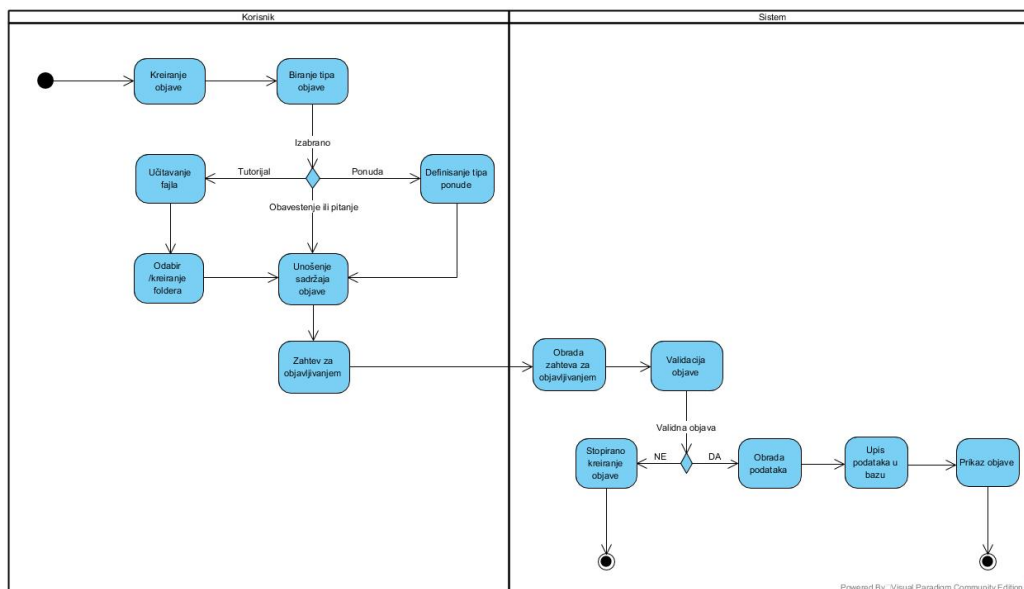 Korisnik
Sistem
Kreiranje
objave
Biranje tipa
objave
Izabrano
Učitavanje
fajla
Tutorijal
Ponuda
Definisanje tipa
ponude
Obavestenje ili pitanje
Odabir
/kreiranje
foldera
Unošenje
sadržaja
objave
Zahtev za
objavljivanjem
Obrada
zahteva za
objavljivanjem
Validacija
objave
Validna objava
Stopirano
kreiranje
objave
NE
DA
Obrada
podataka
Upis
podataka u
bazu
Prikaz objave
Powered By Visual Paradigm Community Edition